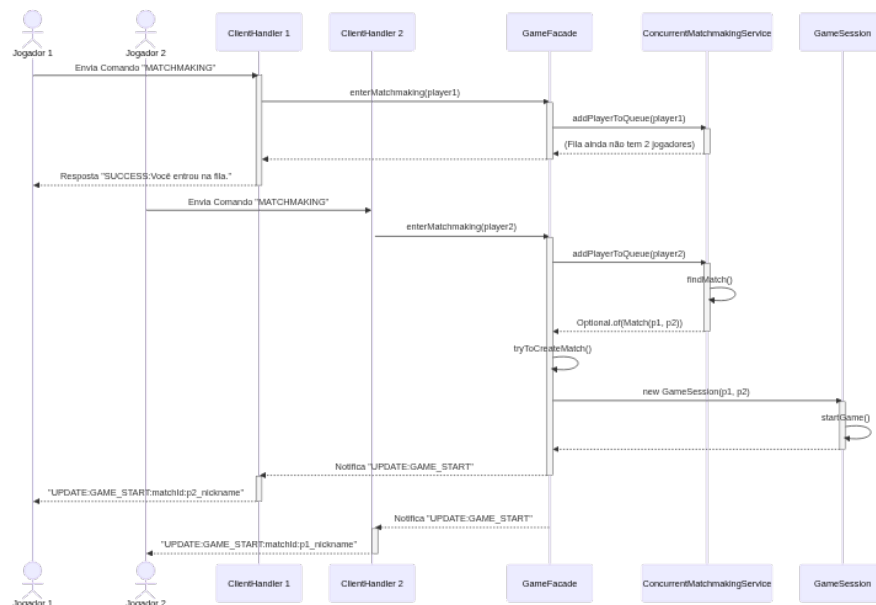 Jogador 1
Jogador 2
ClientHandler 1
ClientHandler 2
GameFacade
ConcurrentMatchmakingService
GameSession
Envia Comando "MATCHMAKING"
enterMatchmaking(player1)
addPlayerToQueue(player1)
(Fila ainda não tem 2 jogadores)
Resposta "SUCCESS:Você entrou na fila."
Envia Comando "MATCHMAKING"
enterMatchmaking(player2)
addPlayerToQueue(player2)
findMatch()
Optional.of(Match(p1, p2))
tryToCreateMatch()
new GameSession(p1, p2)
startGame()
Notifica "UPDATE:GAME_START"
"UPDATE:GAME_START:matchId:p2_nickname"
Notifica "UPDATE:GAME_START"
"UPDATE:GAME_START:matchId:p1_nickname"
Jogador 1
Jogador 2
ClientHandler 1
ClientHandler 2
GameFacade
ConcurrentMatchmakingService
GameSession